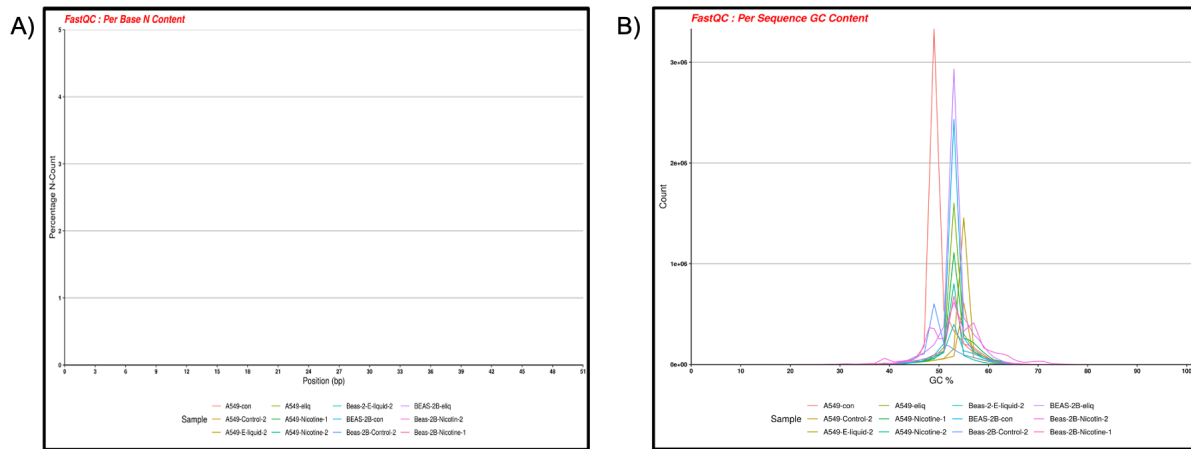 A)
FastQC : Per Base N Content
5
4
3
2
1
0
Percentage N-Count
0 3 6 9 12 15 18 21 24 27 30 33 36 39 42 45 48 51
Position (bp)
Sample
A549-con A549-eliq Beas-2-E-liquid-2 BEAS-2B-eliq
A549-Control-2 A549-Nicotine-1 BEAS-2B-con Beas-2B-Nicotin-2
A549-E-liquid-2 A549-Nicotine-2 Beas-2B-Control-2 Beas-2B-Nicotine-1
B)
FastQC : Per Sequence GC Content
3e+06
2e+06
1e+06
0e+00
Count
0 10 20 30 40 50 60 70 80 90 100
GC %
Sample
A549-con A549-eliq Beas-2-E-liquid-2 BEAS-2B-eliq
A549-Control-2 A549-Nicotine-1 BEAS-2B-con Beas-2B-Nicotin-2
A549-E-liquid-2 A549-Nicotine-2 Beas-2B-Control-2 Beas-2B-Nicotine-1